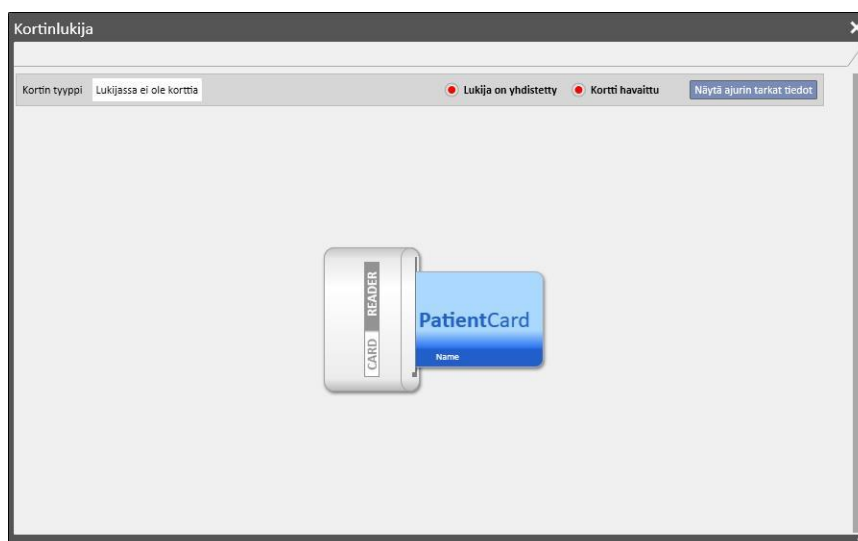 Kortinlukija
Kortin tyyppi Lukijassa ei ole korttia Lukija on yhdistetty Kortti havaittu Näytä ajurin tarkat tiedot
CARD READER
PatientCard
Name